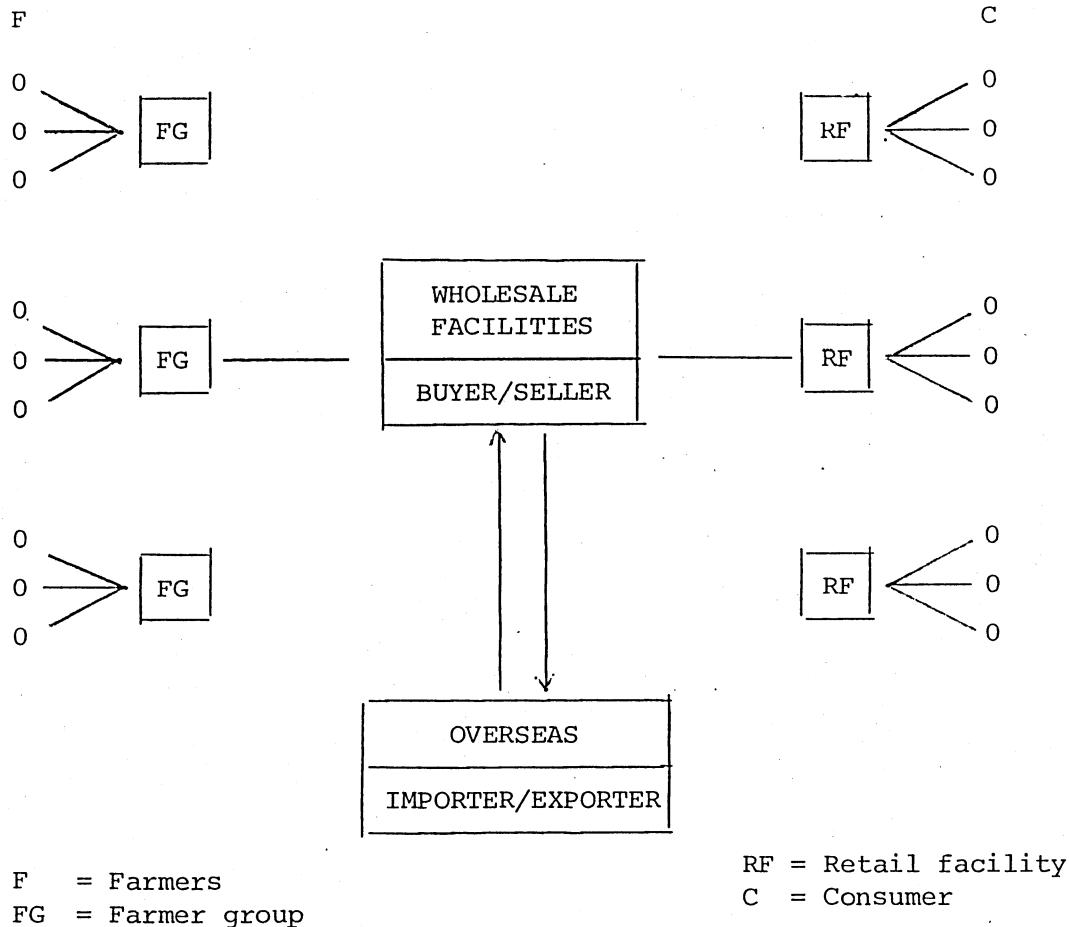 F C
0 0
0 FG RF 0
0 0
WHOLESALE
FACILITIES
0 0
0 FG RF 0
BUYER/SELLER
0 0
0 0
0 FG RF 0
0 0
OVERSEAS
IMPORTER/EXPORTER
F = Farmers
FG = Farmer group
RF = Retail facility
C = Consumer